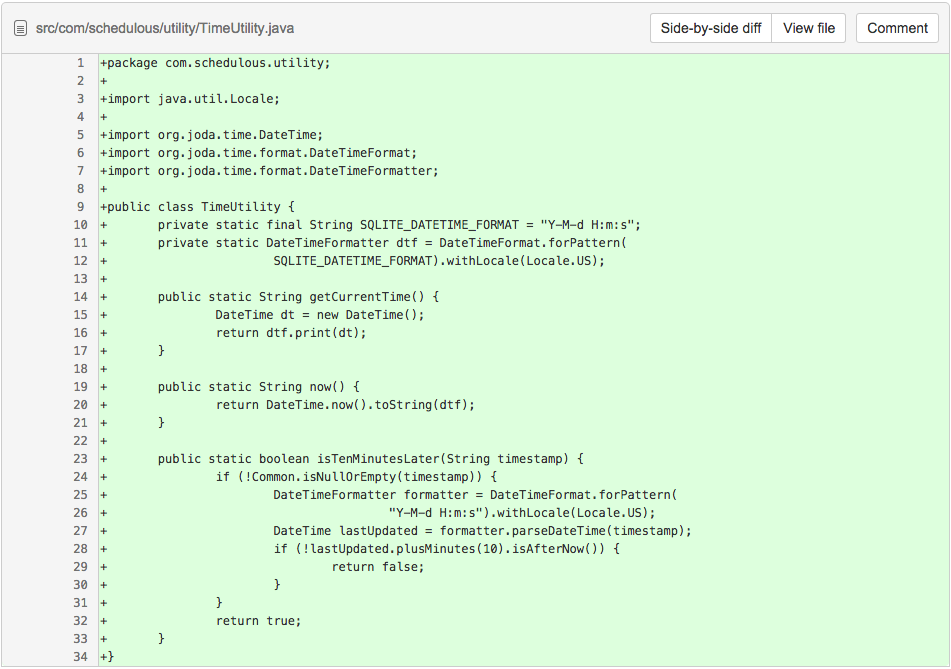 src/com/schedulous/utility/TimeUtility.java Side-by-side diff View file Comment
1 +package com.schedulous.utility;
2 +
3 +import java.util.Locale;
4 +
5 +import org.joda.time.DateTime;
6 +import org.joda.time.format.DateTimeFormat;
7 +import org.joda.time.format.DateTimeFormatter;
8 +
9 +public class TimeUtility {
10 +       private static final String SQLITE_DATETIME_FORMAT = "Y-M-d H:m:s";
11 +       private static DateTimeFormatter dtf = DateTimeFormat.forPattern(
12 +                       SQLITE_DATETIME_FORMAT).withLocale(Locale.US);
13 +
14 +       public static String getCurrentTime() {
15 +               DateTime dt = new DateTime();
16 +               return dtf.print(dt);
17 +       }
18 +
19 +       public static String now() {
20 +               return DateTime.now().toString(dtf);
21 +       }
22 +
23 +       public static boolean isTenMinutesLater(String timestamp) {
24 +               if (!Common.isNullOrEmpty(timestamp)) {
25 +                       DateTimeFormatter formatter = DateTimeFormat.forPattern(
26 +                                       "Y-M-d H:m:s").withLocale(Locale.US);
27 +                       DateTime lastUpdated = formatter.parseDateTime(timestamp);
28 +                       if (!lastUpdated.plusMinutes(10).isAfterNow()) {
29 +                               return false;
30 +                       }
31 +               }
32 +               return true;
33 +       }
34 +}